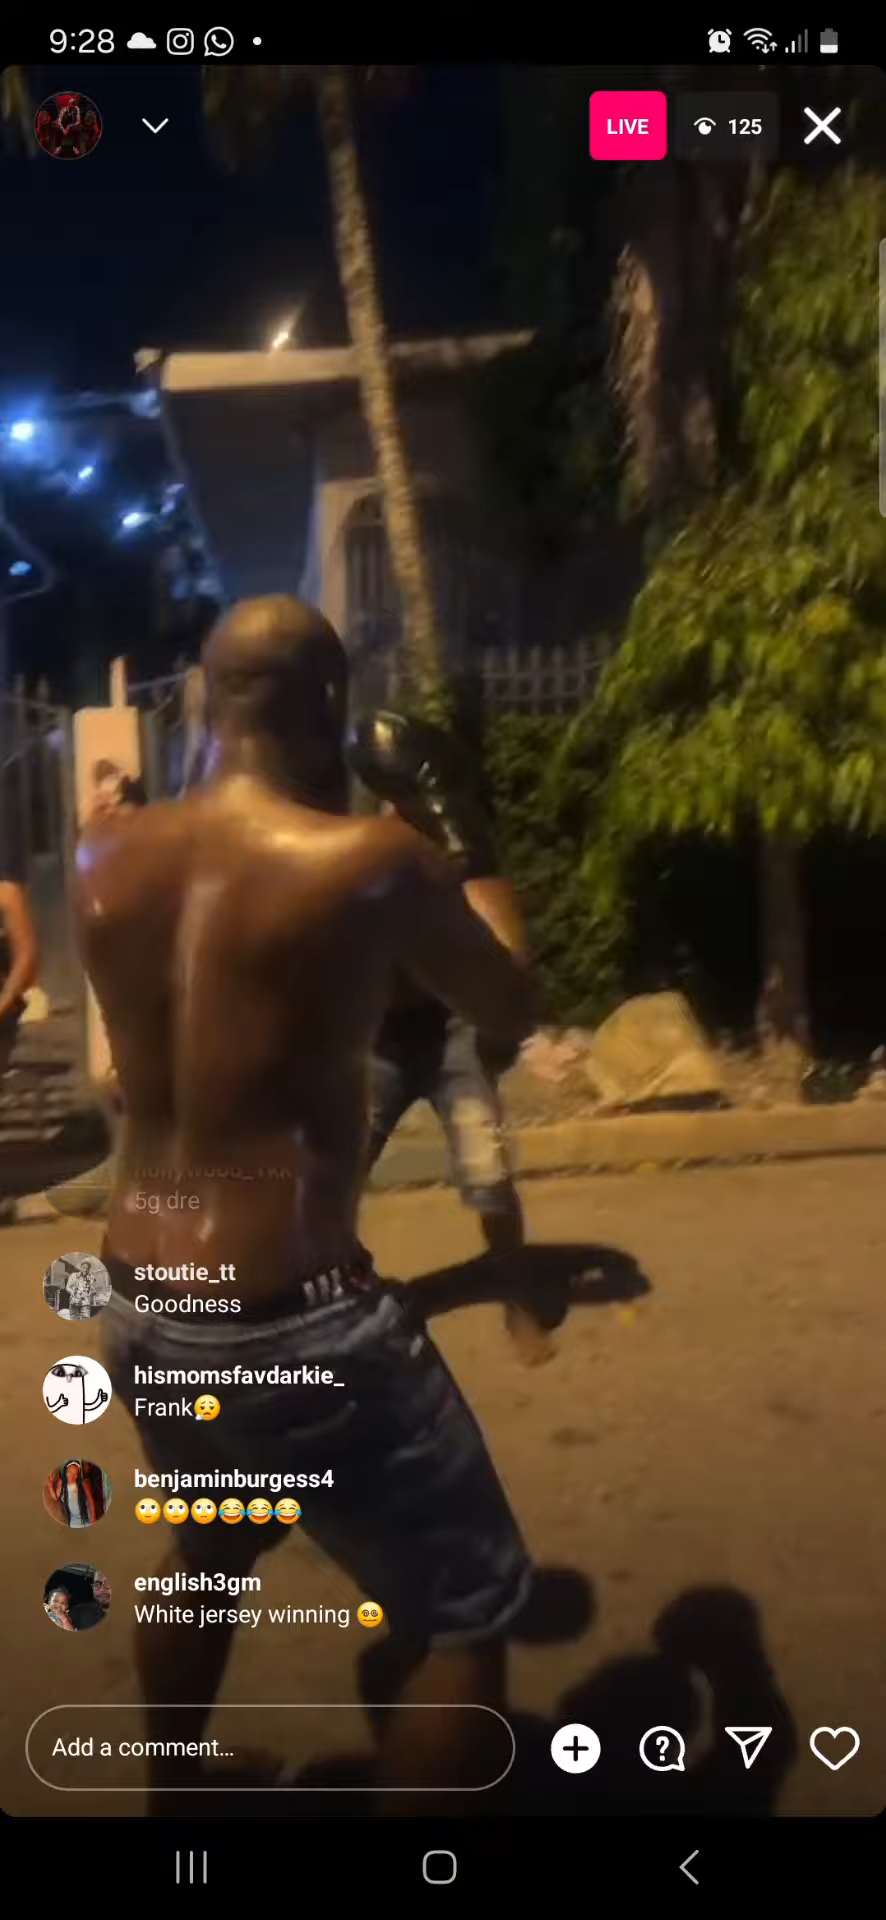 9:28
LIVE
125
5g dre
stoutie_tt
Goodness
hismomsfavdarkie_
Frank😥
benjaminburgess4
🙄🙄🙄😂😂😂
english3gm
White jersey winning 😵‍💫
Add a comment...